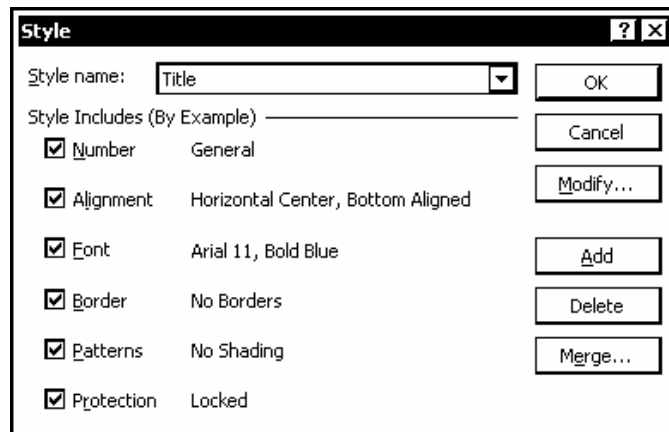 Style
Style name: Title OK
Style Includes (By Example) Cancel
Number General
Modify...
Alignment Horizontal Center, Bottom Aligned
Font Arial 11, Bold Blue Add
Border No Borders Delete
Patterns No Shading Merge...
Protection Locked